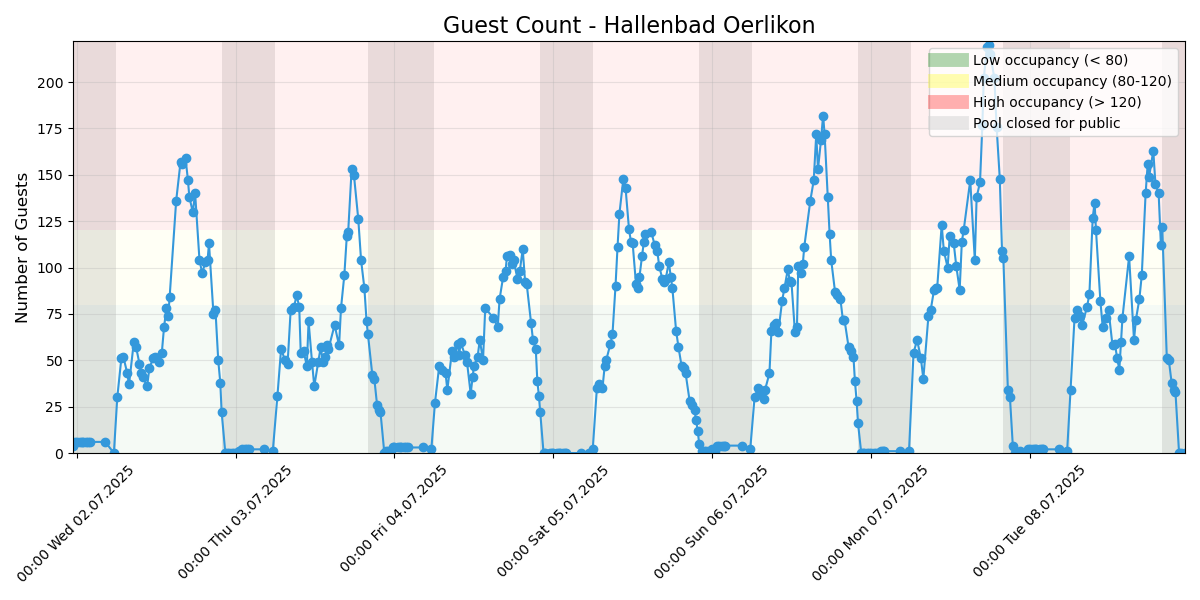 Guest Count - Hallenbad Oerlikon
Number of Guests
200
175
150
125
100
75
50
25
0
Low occupancy (< 80)
Medium occupancy (80-120)
High occupancy (> 120)
Pool closed for public
00:00 Wed 02.07.2025
00:00 Thu 03.07.2025
00:00 Fri 04.07.2025
00:00 Sat 05.07.2025
00:00 Sun 06.07.2025
00:00 Mon 07.07.2025
00:00 Tue 08.07.2025